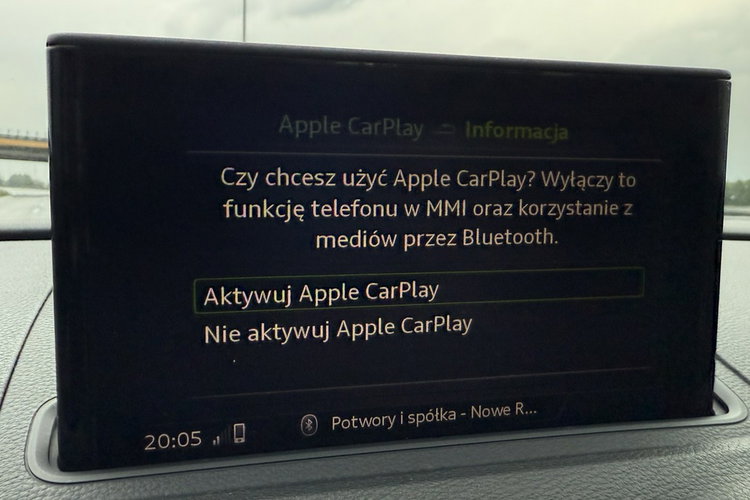 Apple CarPlay – Informacja
Czy chcesz użyć Apple CarPlay? Wyłączy to
funkcję telefonu w MMI oraz korzystanie z
mediów przez Bluetooth.
Aktywuj Apple CarPlay
Nie aktywuj Apple CarPlay
20:05 Potwory i spółka - Nowe R...